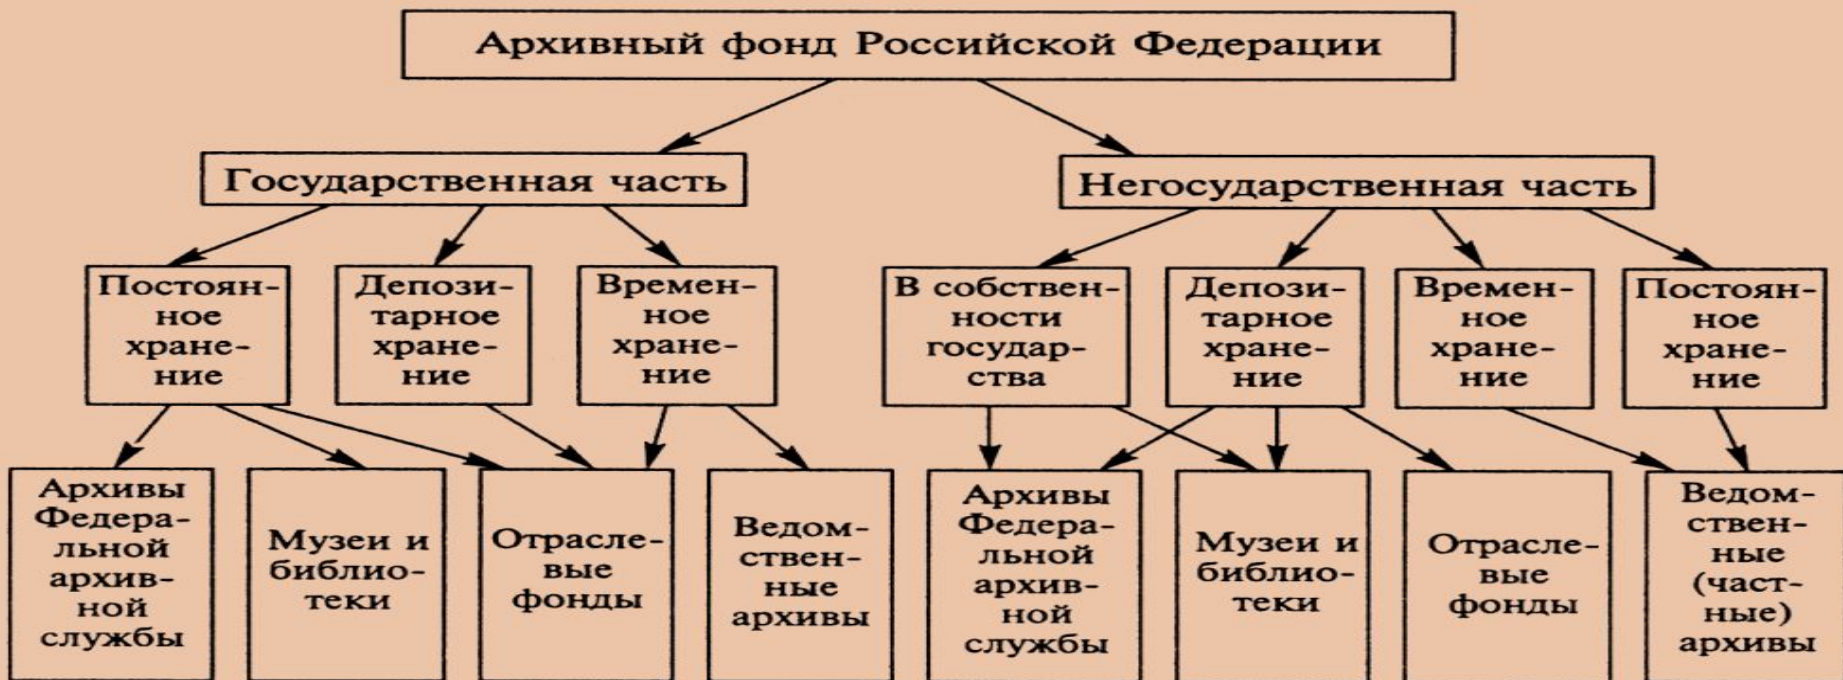 Архивный фонд Российской Федерации
Государственная часть
Негосударственная часть
Постоян-
ное
хране-
ние
Депози-
тарное
хране-
ние
Времен-
ное
хране-
ние
В собствен-
ности
государ-
ства
Депози-
тарное
хране-
ние
Времен-
ное
хране-
ние
Постоян-
ное
хране-
ние
Архивы
Федера-
льной
архив-
ной
службы
Музеи и
библио-
теки
Отрасле-
вые
фонды
Ведом-
ствен-
ные
архивы
Архивы
Федера-
льной
архив-
ной
службы
Музеи и
библио-
теки
Отрасле-
вые
фонды
Ведом-
ствен-
ные
(част-
ные)
архивы